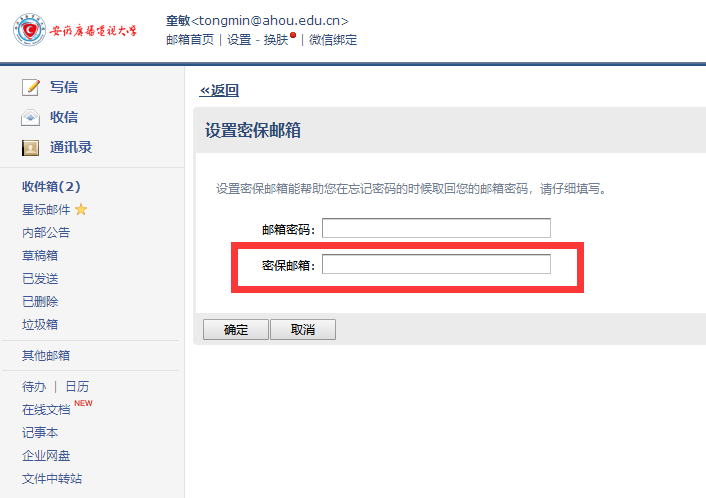 安徽广播电视大学
童敏<tongmin@ahou.edu.cn>
邮箱首页 | 设置 - 换肤 | 微信绑定
写信
收信
通讯录
收件箱(2)
星标邮件
内部公告
草稿箱
已发送
已删除
垃圾箱
其他邮箱
待办 | 日历
在线文档 NEW
记事本
企业网盘
文件中转站
«返回
设置密保邮箱
设置密保邮箱能帮助您在忘记密码的时候取回您的邮箱密码，请仔细填写。
邮箱密码：
密保邮箱：
确定 取消